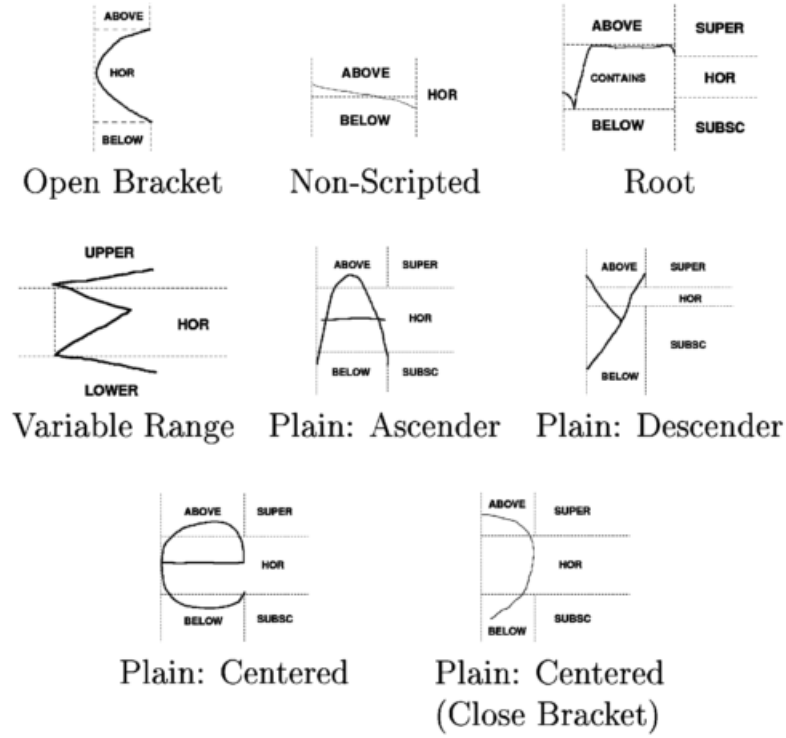 ABOVE
HOR
BELOW
Open Bracket
ABOVE
HOR
BELOW
Non-Scripted
ABOVE SUPER
CONTAINS HOR
BELOW SUBSC
Root
UPPER
HOR
LOWER
Variable Range
ABOVE SUPER
HOR
BELOW SUBSC
Plain: Ascender
ABOVE SUPER
HOR
SUBSC
BELOW
Plain: Descender
ABOVE SUPER
HOR
BELOW SUBSC
Plain: Centered
ABOVE SUPER
HOR
SUBSC
BELOW
Plain: Centered
(Close Bracket)